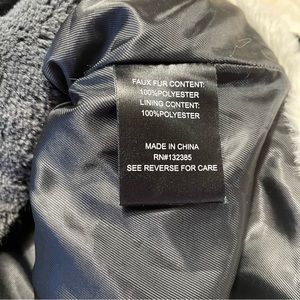 FAUX FUR CONTENT:
100%POLYESTER
LINING CONTENT:
100%POLYESTER
MADE IN CHINA
RN#132385
SEE REVERSE FOR CARE